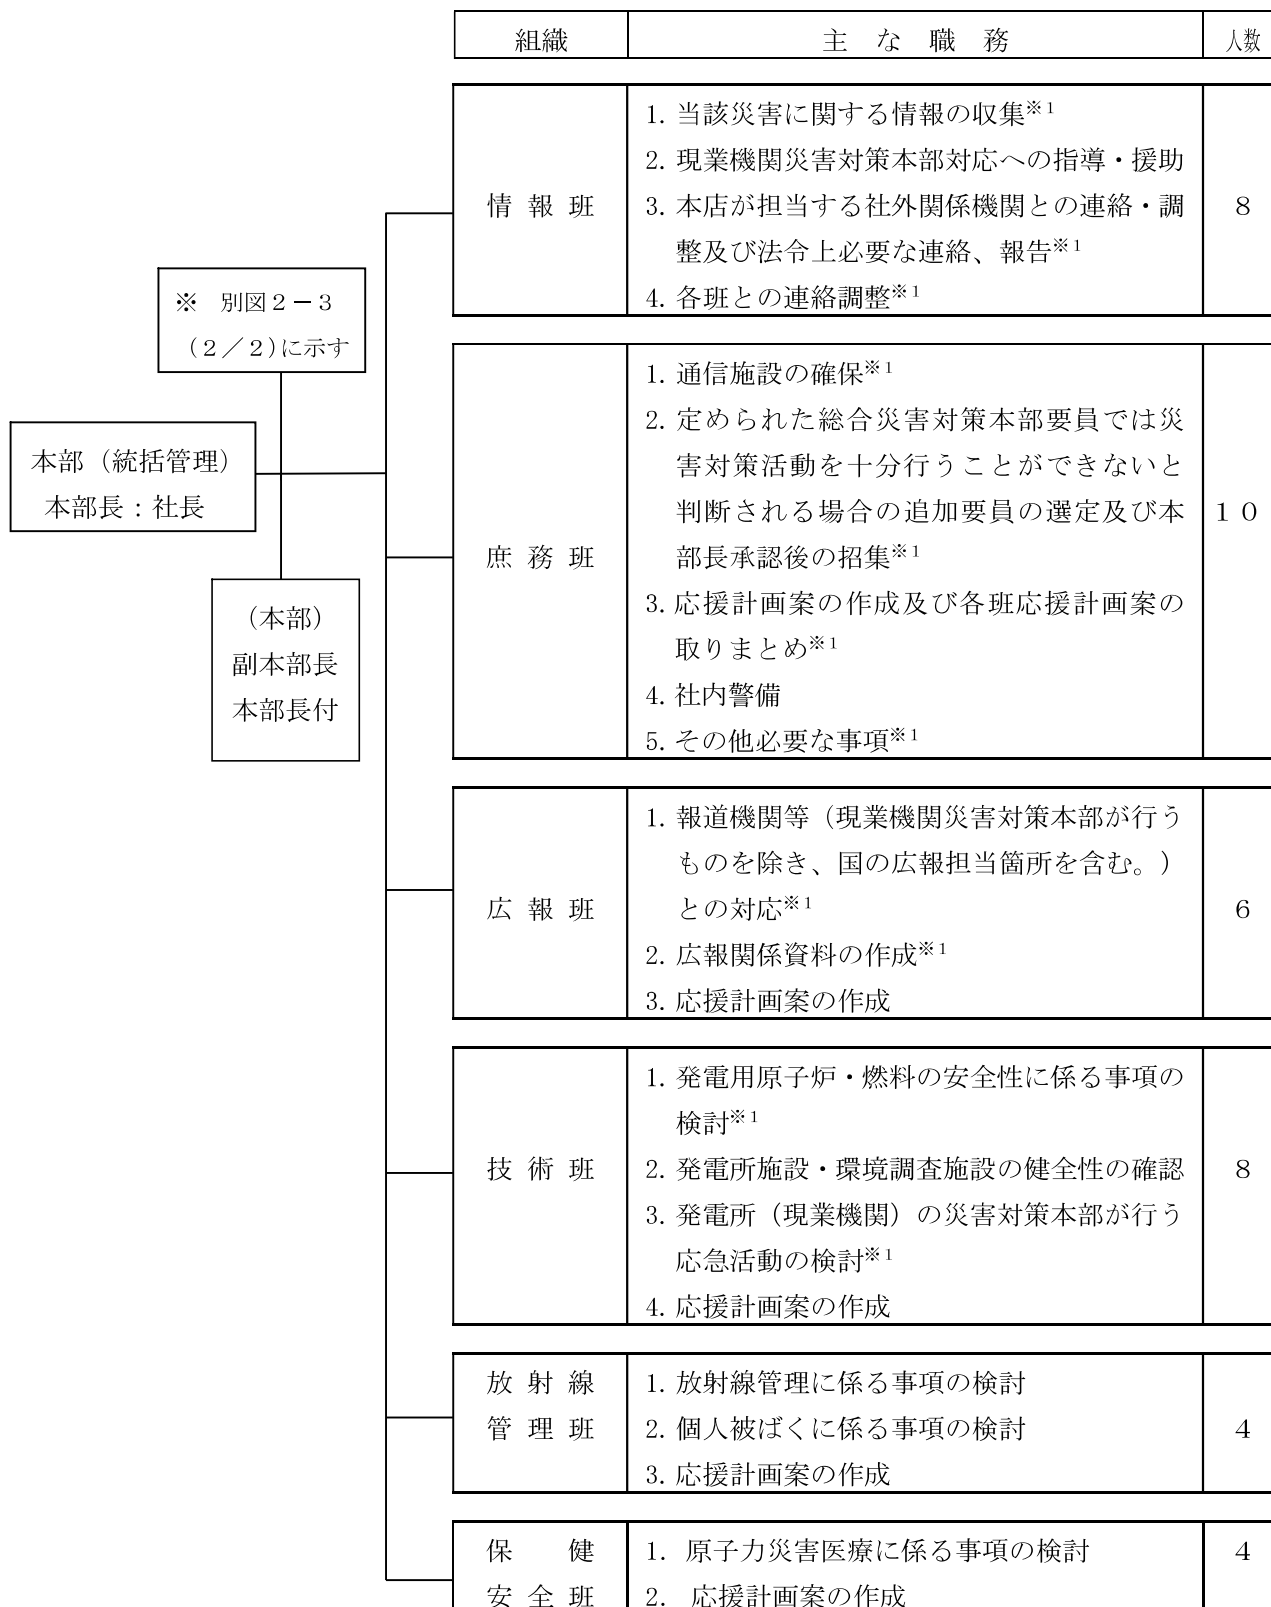 組織 主な職務 人数
情報班
1. 当該災害に関する情報の収集※1
2. 現業機関災害対策本部対応への指導・援助
3. 本店が担当する社外関係機関との連絡・調
整及び法令上必要な連絡、報告※1
4. 各班との連絡調整※1
8
※ 別図2-3
(2/2)に示す
本部（統括管理）
本部長：社長
（本部）
副本部長
本部長付
庶務班
1. 通信施設の確保※1
2. 定められた総合災害対策本部要員では災
害対策活動を十分行うことができないと
判断される場合の追加要員の選定及び本
部長承認後の招集※1
3. 応援計画案の作成及び各班応援計画案の
取りまとめ※1
4. 社内警備
5. その他必要な事項※1
10
広報班
1. 報道機関等（現業機関災害対策本部が行う
ものを除き、国の広報担当箇所を含む。）
との対応※1
2. 広報関係資料の作成※1
3. 応援計画案の作成
6
技術班
1. 発電用原子炉・燃料の安全性に係る事項の
検討※1
2. 発電所施設・環境調査施設の健全性の確認
3. 発電所（現業機関）の災害対策本部が行う
応急活動の検討※1
4. 応援計画案の作成
8
放射線
管理班
1. 放射線管理に係る事項の検討
2. 個人被ばくに係る事項の検討
3. 応援計画案の作成
4
保健
安全班
1. 原子力災害医療に係る事項の検討
2. 応援計画案の作成
4